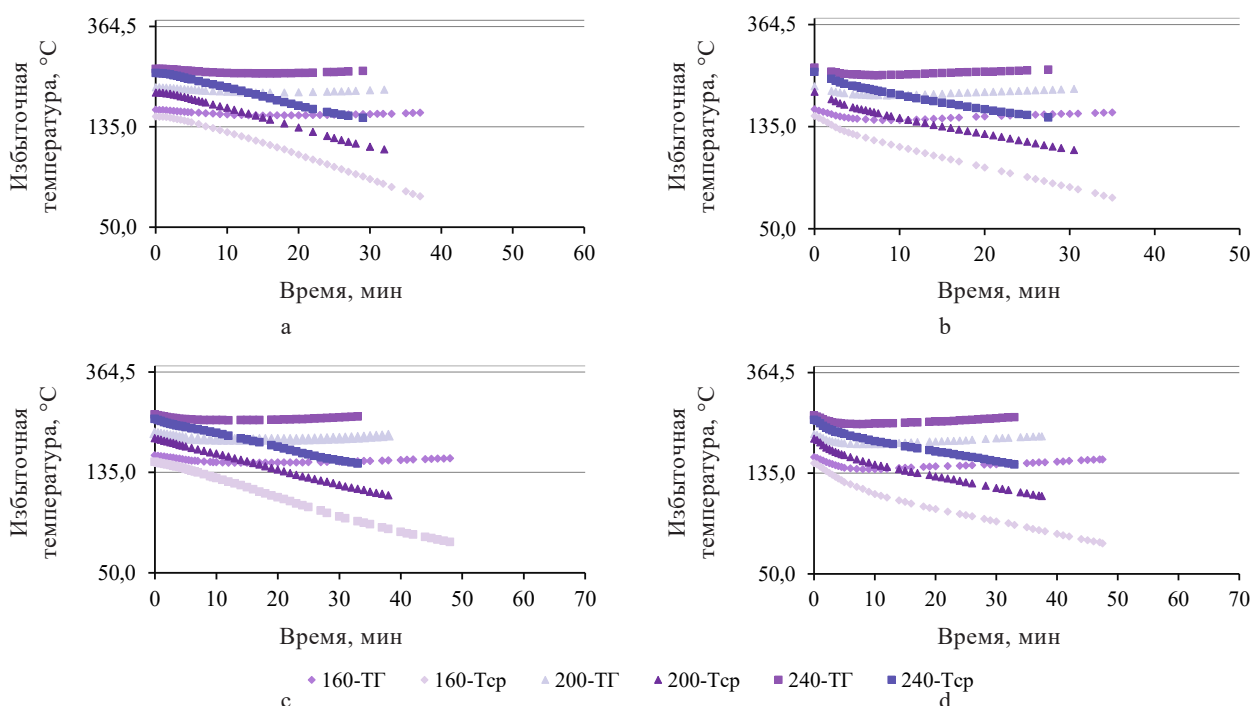 Избыточная
температура, °С
364,5
135,0
50,0
0 10 20 30 40 50 60
Время, мин
a
Избыточная
температура, °С
364,5
135,0
50,0
0 10 20 30 40 50
Время, мин
b
Избыточная
температура, °С
364,5
135,0
50,0
0 10 20 30 40 50 60 70
Время, мин
Избыточная
температура, °С
364,5
135,0
50,0
0 10 20 30 40 50 60 70
Время, мин
160-ТГ 160-Тср 200-ТГ 200-Тср 240-ТГ 240-Тср
c
d